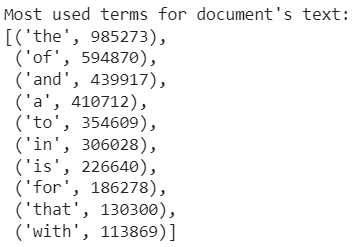 Most used terms for document's text:
[('the', 985273),
('of', 594870),
('and', 439917),
('a', 410712),
('to', 354609),
('in', 306028),
('is', 226640),
('for', 186278),
('that', 130300),
('with', 113869)]